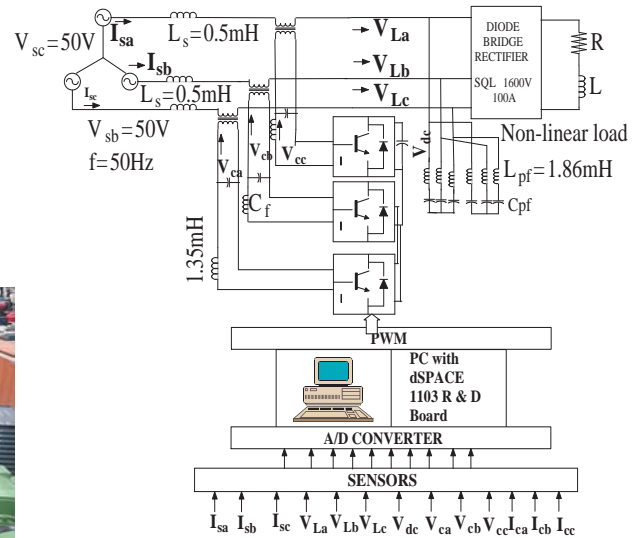 V_sc=50V
I_sa
L_s=0.5mH
V_La
I_sb
V_Lb
I_sc
L_s=0.5mH
V_Lc
V_sb=50V
f=50Hz
DIODE
BRIDGE
RECTIFIER
SQL 1600V
100A
R
L
Non-linear load
V_ca
V_cb
V_cc
V_dc
L_pf=1.86mH
C_f
Cpf
1.35mH
I
I
I
PWM
PC with
dSPACE
1103 R & D
Board
A/D CONVERTER
SENSORS
I_sa I_sb I_sc V_La V_Lb V_Lc V_dc V_ca V_cb V_cc I_ca I_cb I_cc